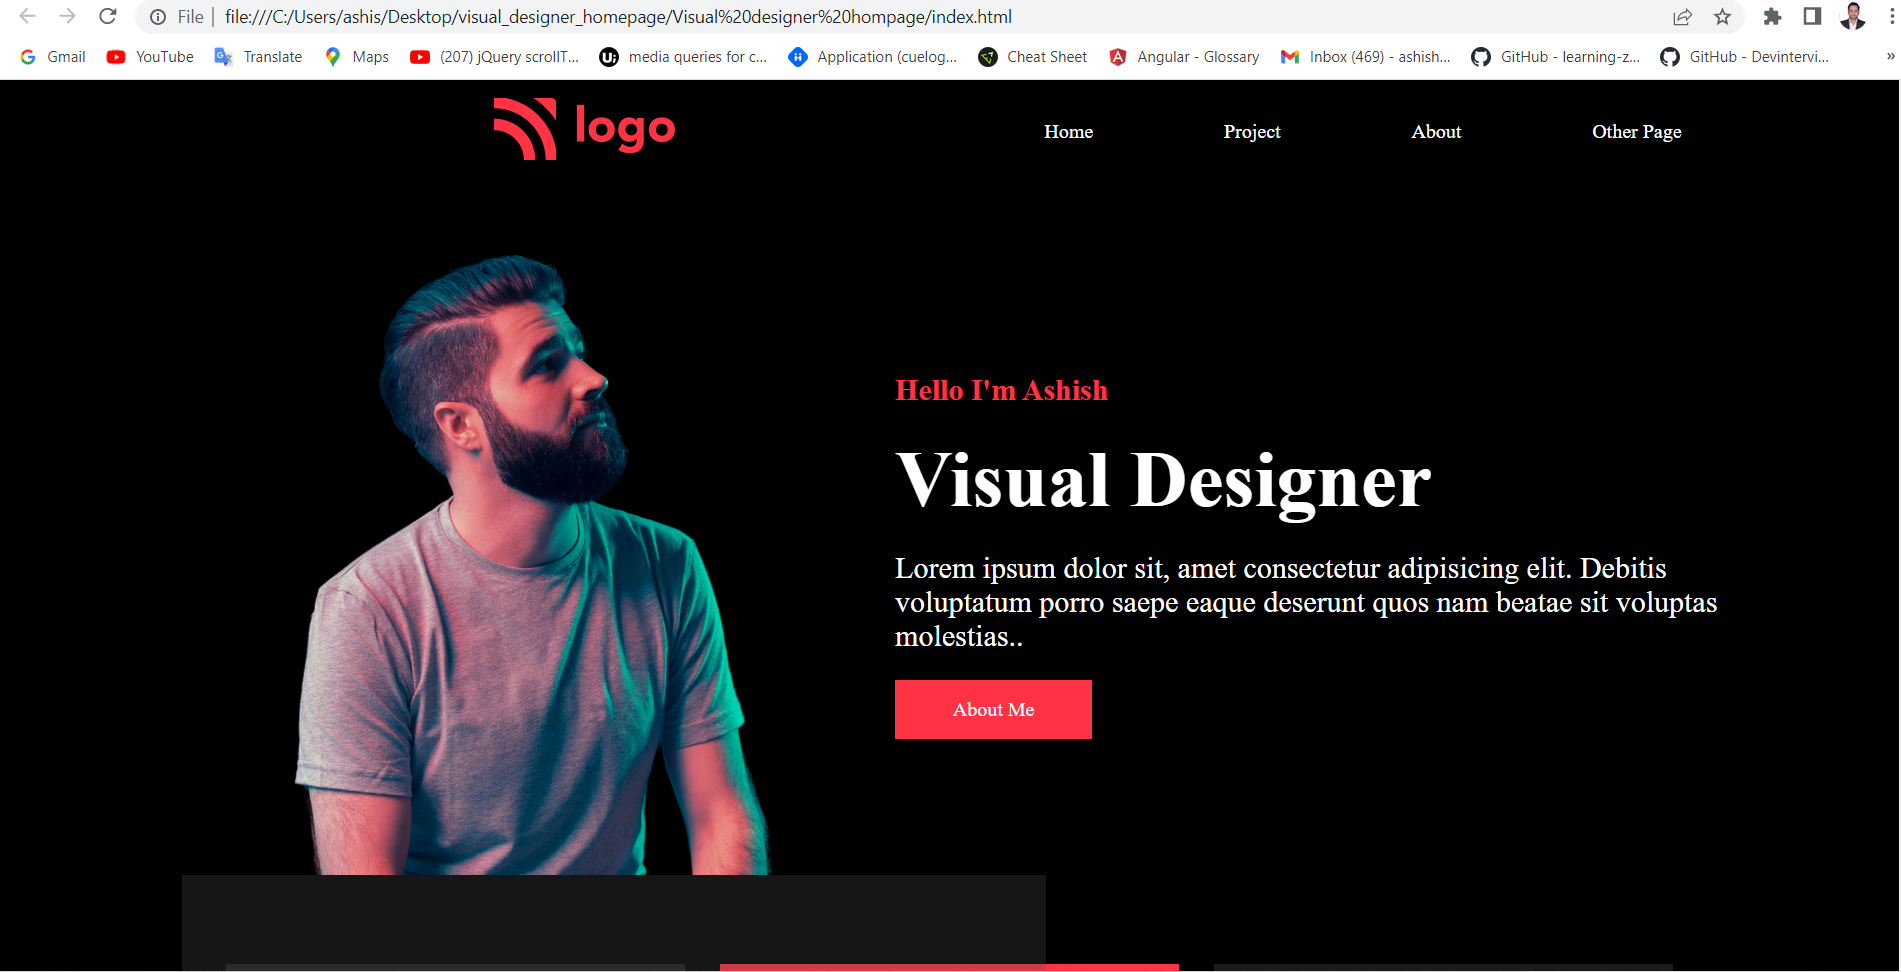 File | file:///C:/Users/ashis/Desktop/visual_designer_homepage/Visual%20designer%20hompage/index.html
Gmail YouTube Translate Maps (207) jQuery scrollT... media queries for c... Application (cuelog... Cheat Sheet Angular - Glossary Inbox (469) - ashish... GitHub - learning-z... GitHub - Devintervi... »
logo Home Project About Other Page
Hello I'm Ashish
Visual Designer
Lorem ipsum dolor sit, amet consectetur adipisicing elit. Debitis
voluptatum porro saepe eaque deserunt quos nam beatae sit voluptas
molestias..
About Me